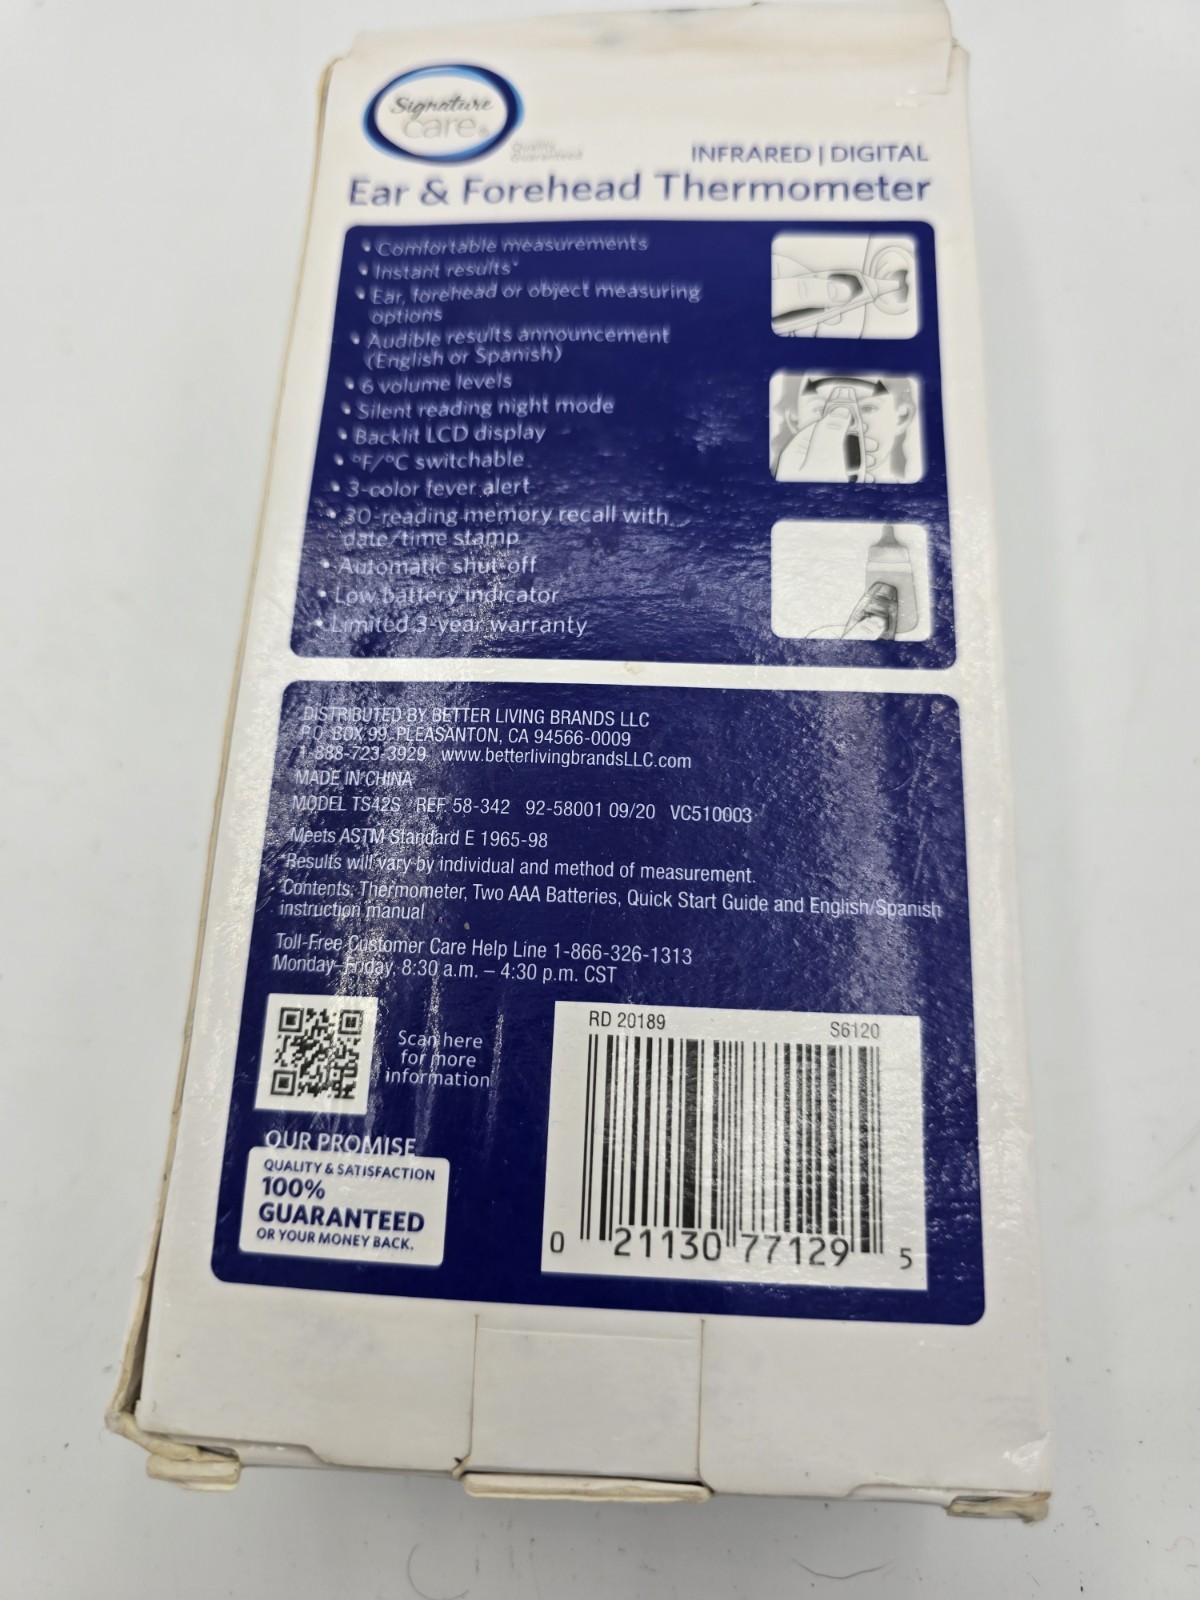 Signature
care®
Quality
Guaranteed
INFRARED | DIGITAL
Ear & Forehead Thermometer
• Comfortable measurements
• Instant results*
• Ear, forehead or object measuring
options
• Audible results announcement
(English or Spanish)
• 6 volume levels
• Silent reading night mode
• Backlit LCD display
• °F/°C switchable
• 3-color fever alert
• 30-reading memory recall with
date/time stamp
• Automatic shut-off
• Low battery indicator
• Limited 3-year warranty
DISTRIBUTED BY BETTER LIVING BRANDS LLC
P.O. BOX 99, PLEASANTON, CA 94566-0009
1-888-723-3929 www.betterlivingbrandsLLC.com
MADE IN CHINA
MODEL TS42S REF. 58-342 92-58001 09/20 VC510003
Meets ASTM Standard E 1965-98
*Results will vary by individual and method of measurement.
Contents: Thermometer, Two AAA Batteries, Quick Start Guide and English/Spanish
instruction manual
Toll-Free Customer Care Help Line 1-866-326-1313
Monday–Friday, 8:30 a.m. – 4:30 p.m. CST
Scan here
for more
information
RD 20189 S6120
OUR PROMISE
QUALITY & SATISFACTION
100%
GUARANTEED
OR YOUR MONEY BACK.
0 21130 77129 5